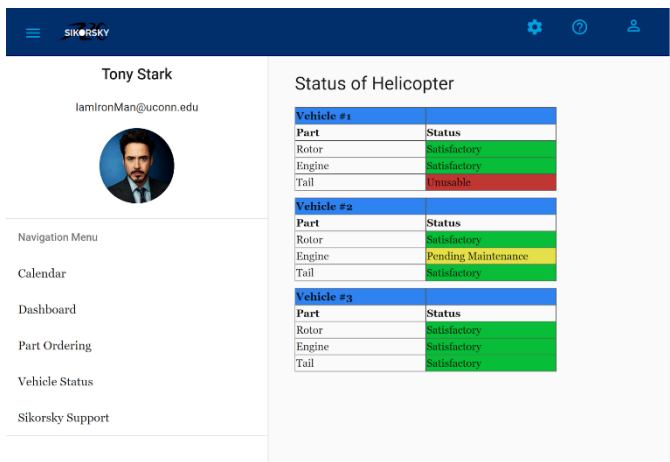 SIKORSKY
Tony Stark
IamIronMan@uconn.edu
Navigation Menu
Calendar
Dashboard
Part Ordering
Vehicle Status
Sikorsky Support
Status of Helicopter
Vehicle #1
Part Status
Rotor Satisfactory
Engine Satisfactory
Tail Unusable
Vehicle #2
Part Status
Rotor Satisfactory
Engine Pending Maintenance
Tail Satisfactory
Vehicle #3
Part Status
Rotor Satisfactory
Engine Satisfactory
Tail Satisfactory